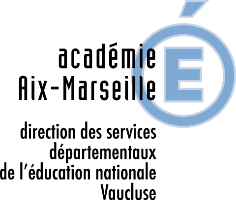 académie
Aix-Marseille
É
direction des services
départementaux
de l'éducation nationale
Vaucluse